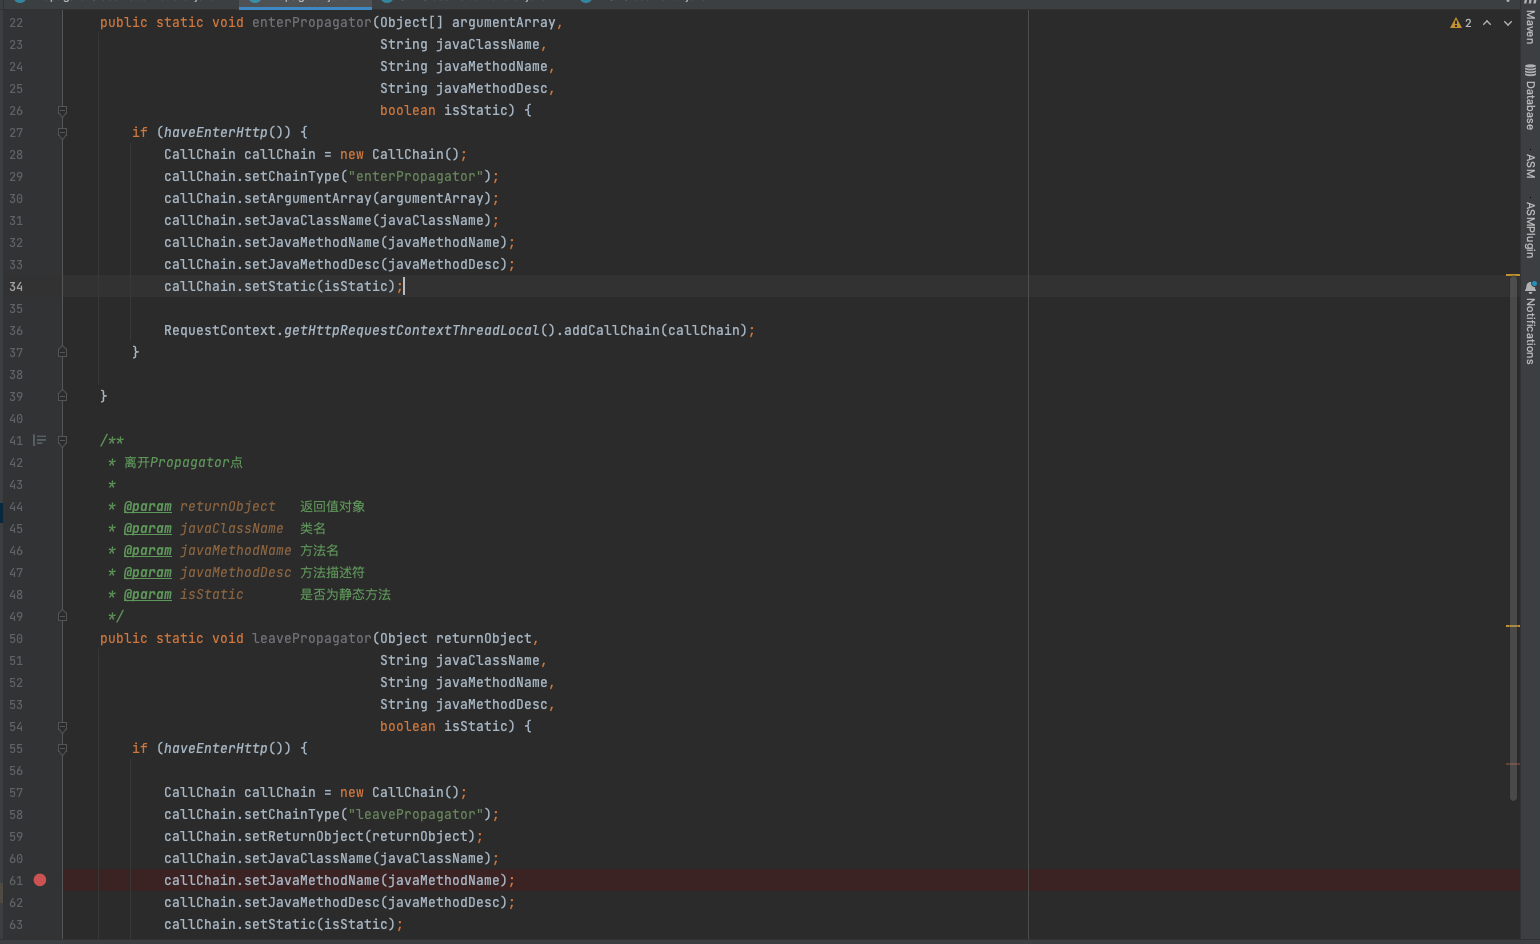 22 public static void enterPropagator(Object[] argumentArray,
23 String javaClassName,
24 String javaMethodName,
25 String javaMethodDesc,
26 boolean isStatic) {
27 if (haveEnterHttp()) {
28 CallChain callChain = new CallChain();
29 callChain.setChainType("enterPropagator");
30 callChain.setArgumentArray(argumentArray);
31 callChain.setJavaClassName(javaClassName);
32 callChain.setJavaMethodName(javaMethodName);
33 callChain.setJavaMethodDesc(javaMethodDesc);
34 callChain.setStatic(isStatic);
35
36 RequestContext.getHttpRequestContextThreadLocal().addCallChain(callChain);
37 }
38
39 }
40
41 /**
42 * 离开Propagator点
43 *
44 * @param returnObject 返回值对象
45 * @param javaClassName 类名
46 * @param javaMethodName 方法名
47 * @param javaMethodDesc 方法描述符
48 * @param isStatic 是否为静态方法
49 */
50 public static void leavePropagator(Object returnObject,
51 String javaClassName,
52 String javaMethodName,
53 String javaMethodDesc,
54 boolean isStatic) {
55 if (haveEnterHttp()) {
56
57 CallChain callChain = new CallChain();
58 callChain.setChainType("leavePropagator");
59 callChain.setReturnObject(returnObject);
60 callChain.setJavaClassName(javaClassName);
61 callChain.setJavaMethodName(javaMethodName);
62 callChain.setJavaMethodDesc(javaMethodDesc);
63 callChain.setStatic(isStatic);
2
Maven
Database
ASM
ASMPlugin
Notifications